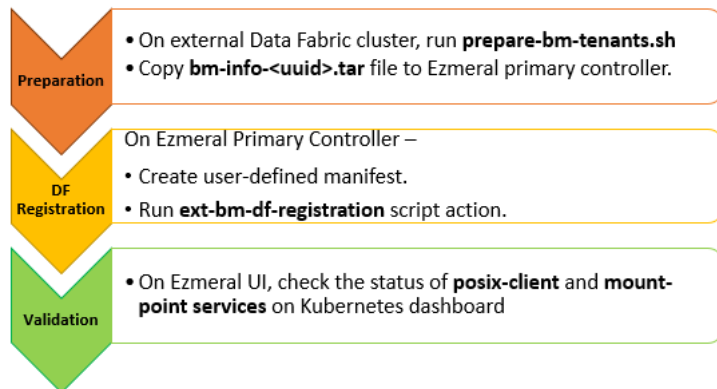 Preparation
• On external Data Fabric cluster, run prepare-bm-tenants.sh
• Copy bm-info-<uuid>.tar file to Ezmeral primary controller.
DF
Registration
On Ezmeral Primary Controller –
• Create user-defined manifest.
• Run ext-bm-df-registration script action.
Validation
• On Ezmeral UI, check the status of posix-client and mount-
point services on Kubernetes dashboard